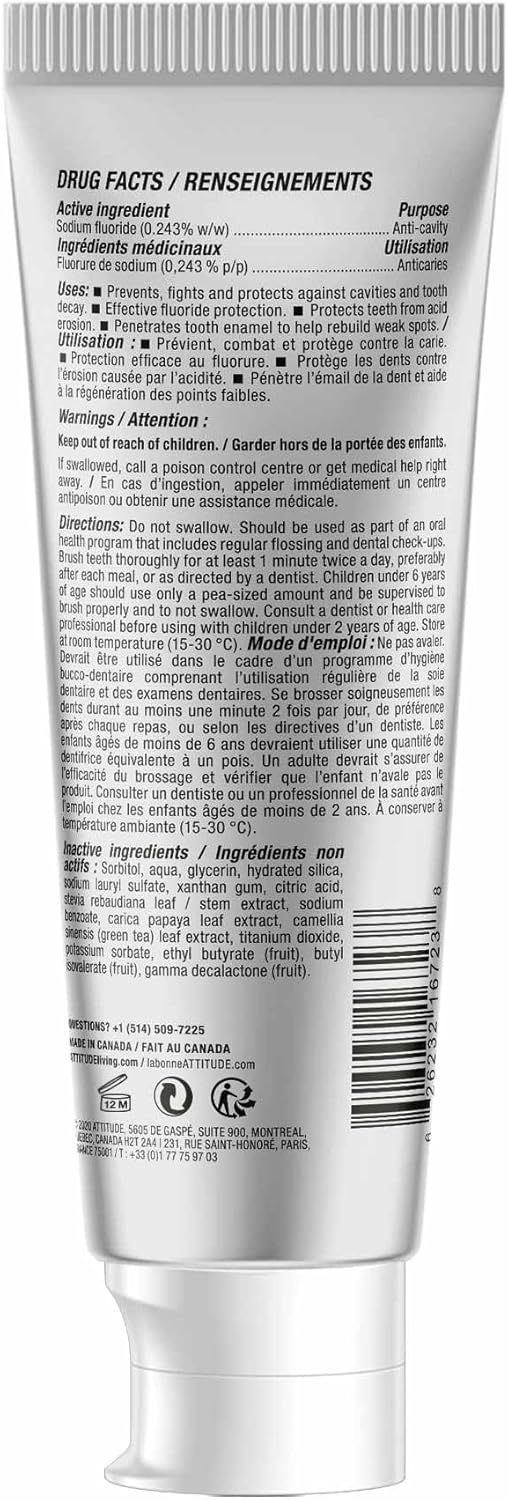 DRUG FACTS / RENSEIGNEMENTS
Active ingredient Purpose
Sodium fluoride (0.243% w/w) ................................ Anti-cavity
Ingrédients médicinaux Utilisation
Fluorure de sodium (0,243 % p/p) ............................. Anticaries
Uses: ■ Prevents, fights and protects against cavities and tooth
decay. ■ Effective fluoride protection. ■ Protects teeth from acid
erosion. ■ Penetrates tooth enamel to help rebuild weak spots. /
Utilisation : ■ Prévient, combat et protège contre la carie.
■ Protection efficace au fluorure. ■ Protège les dents contre
l'érosion causée par l'acidité. ■ Pénètre l'émail de la dent et aide
à la régénération des points faibles.
Warnings / Attention :
Keep out of reach of children. / Garder hors de la portée des enfants.
If swallowed, call a poison control centre or get medical help right
away. / En cas d'ingestion, appeler immédiatement un centre
antipoison ou obtenir une assistance médicale.
Directions: Do not swallow. Should be used as part of an oral
health program that includes regular flossing and dental check-ups.
Brush teeth thoroughly for at least 1 minute twice a day, preferably
after each meal, or as directed by a dentist. Children under 6 years
of age should use only a pea-sized amount and be supervised to
brush properly and to not swallow. Consult a dentist or health care
professional before using with children under 2 years of age. Store
at room temperature (15-30 °C). Mode d'emploi : Ne pas avaler.
Devrait être utilisé dans le cadre d'un programme d'hygiène
bucco-dentaire comprenant l'utilisation régulière de la soie
dentaire et des examens dentaires. Se brosser soigneusement les
dents durant au moins une minute 2 fois par jour, de préférence
après chaque repas, ou selon les directives d'un dentiste. Les
enfants âgés de moins de 6 ans devraient utiliser une quantité de
dentifrice équivalente à un pois. Un adulte devrait s'assurer de
l'efficacité du brossage et vérifier que l'enfant n'avale pas le
produit. Consulter un dentiste ou un professionnel de la santé avant
l'emploi chez les enfants âgés de moins de 2 ans. À conserver à
température ambiante (15-30 °C).
Inactive ingredients / Ingrédients non
actifs : Sorbitol, aqua, glycerin, hydrated silica,
sodium lauryl sulfate, xanthan gum, citric acid,
stevia rebaudiana leaf / stem extract, sodium
benzoate, carica papaya leaf extract, camellia
sinensis (green tea) leaf extract, titanium dioxide,
potassium sorbate, ethyl butyrate (fruit), butyl
isovalerate (fruit), gamma decalactone (fruit).
8 26232 16723 8
QUESTIONS? +1 (514) 509-7225
MADE IN CANADA / FAIT AU CANADA
ATTITUDEliving.com / labonneATTITUDE.com
12 M
© 2020 ATTITUDE, 5605 DE GASPÉ, SUITE 900, MONTREAL,
QUEBEC, CANADA H2T 2A4 | 231, RUE SAINT-HONORÉ, PARIS,
FRANCE 75001 / T: +33 (0)1 77 75 97 03